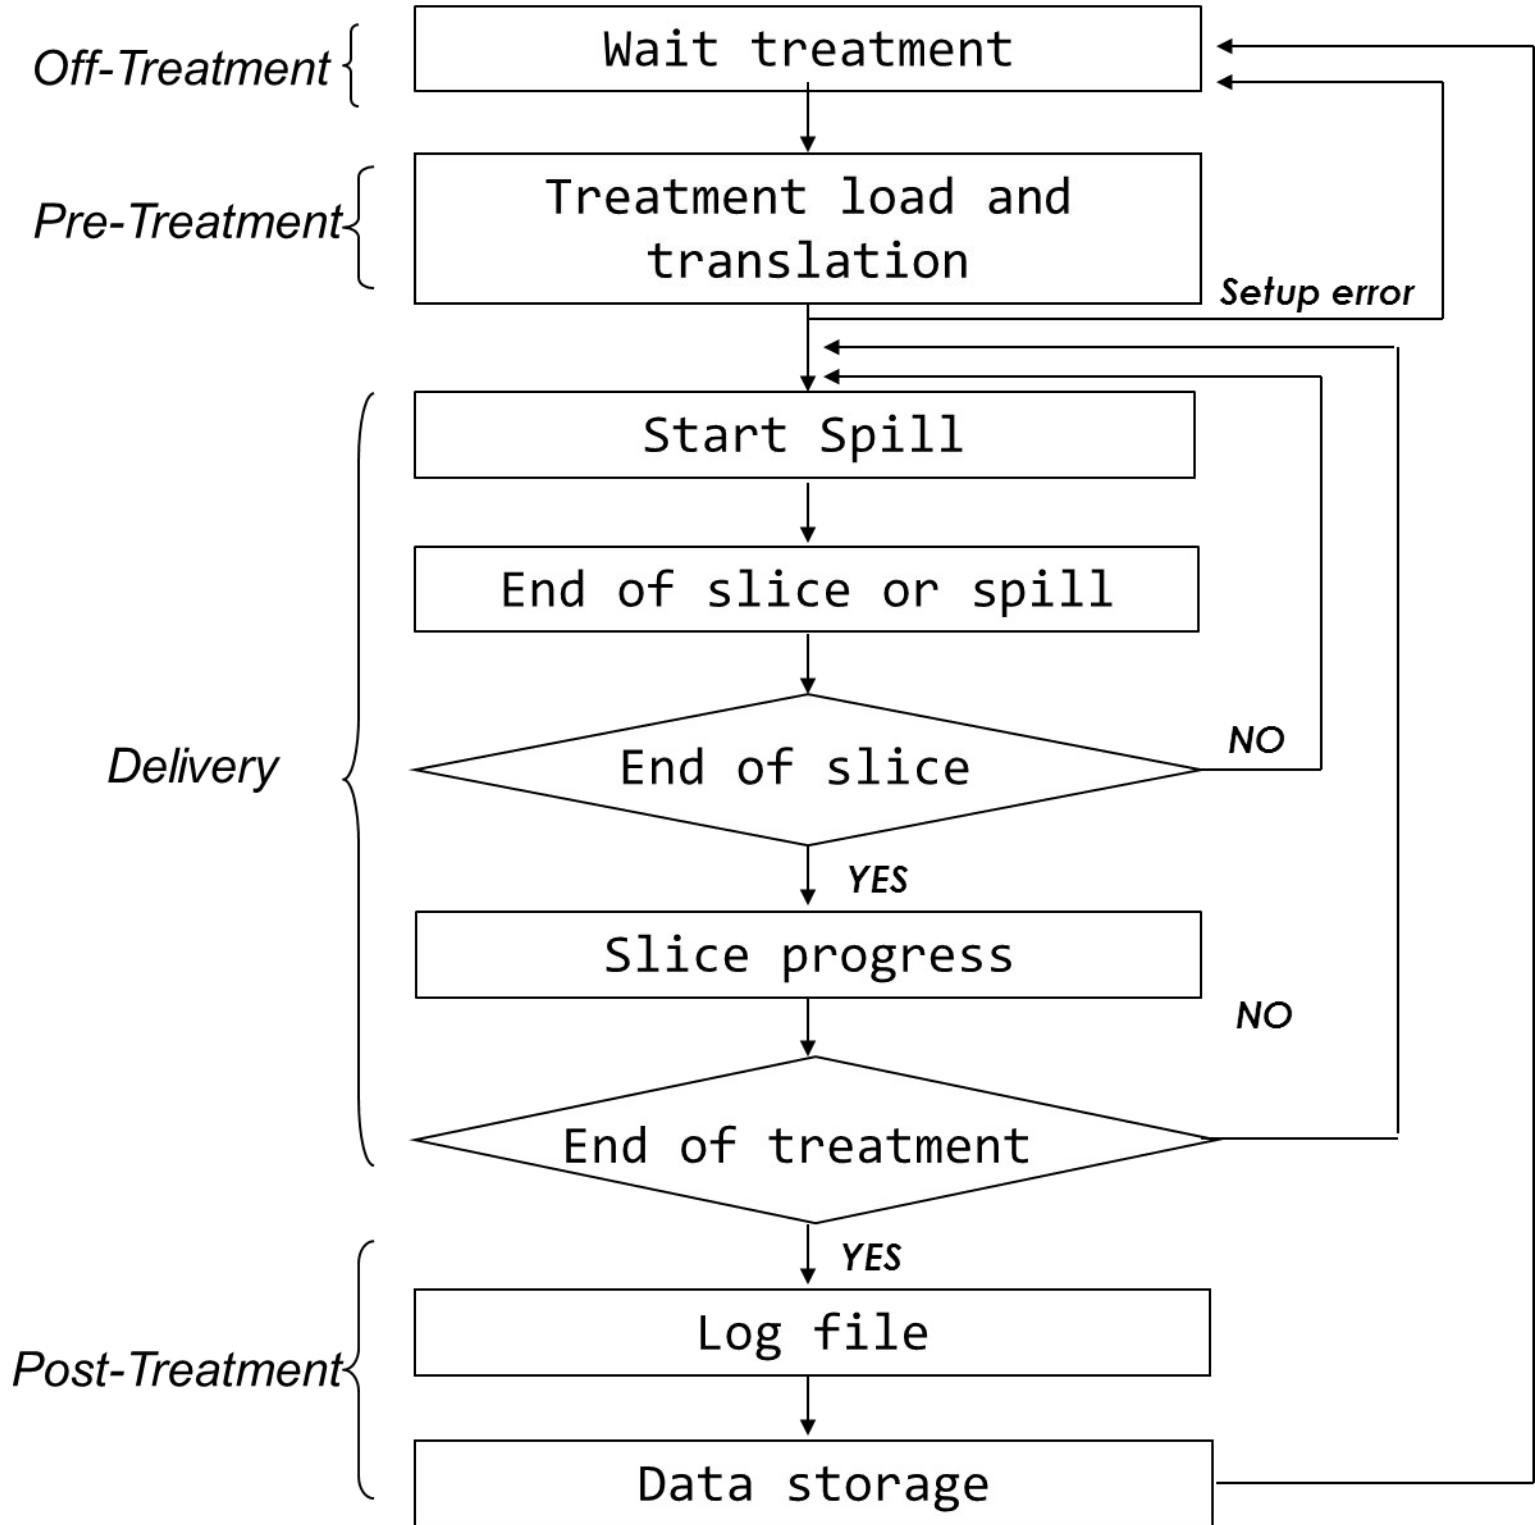 Wait treatment
Off-Treatment
Treatment load and
translation
Pre-Treatment
Setup error
Start Spill
End of slice or spill
Delivery
End of slice
NO
YES
Slice progress
NO
End of treatment
YES
Log file
Post-Treatment
Data storage